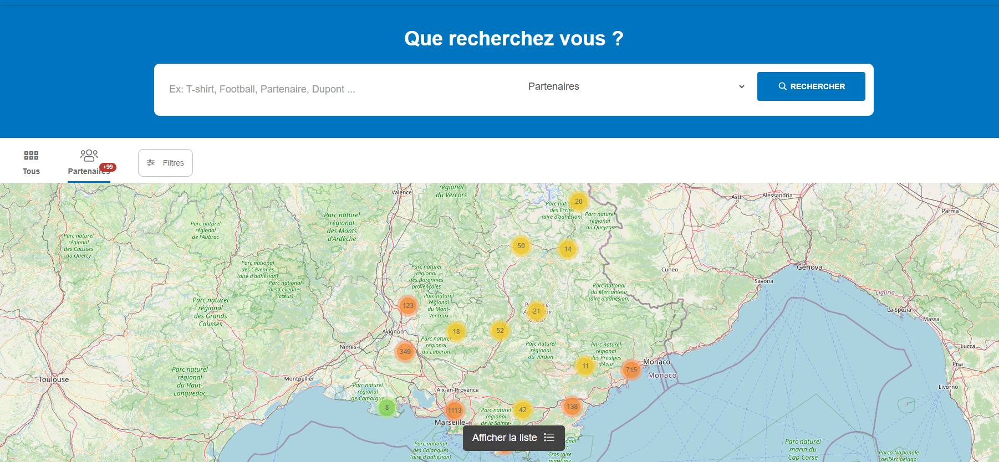 Que recherchez vous ?
Ex: T-shirt, Football, Partenaire, Dupont ...
Partenaires
RECHERCHER
Tous
Partenaires
+99
Filtres
Valence
régional
du Vercors
20
Parc natio
des Écrins
(aire d'adhésion)
Parc naturel
régional
du Queyras
Asti
Alessandria
Parma
Parc naturel
régional
des Monts
d'Ardèche
Parc naturel
régional
de l'Aubrac
Parc naturel
régional
des Causses
du Quercy
50
14
Parc national
des Cévennes
(aire d'adhésion)
Parc national
des Cévennes
(cœur)
Parc naturel
régional
des Baronnies
provençales
Cuneo
Genova
Savona
Parc national
du Mercantour
(aire d'adhésion)
Liguria
Parc naturel
régional
des Grands
Causses
123
Parc naturel
régional
du Mont-
Ventoux
Provence-
Alpes-Côte
d'Azur
21
La Spezia
Massa
Avignon
18
52
Parc naturel
régional
du Luberon
Nîmes
349
Parc naturel
régional
du Verdon
Parc naturel
régional
des Préalpes
d'Azur
Lucca
11
715
Monaco
Monaco
Pisa
Parc naturel
régional
du Haut-
Languedoc
Toulouse
Montpellier
Parc naturel
régional
de Camargue
Aix-en-Provence
Livorno
8
1113
42
138
Marseille
Parc naturel
régional
de la Sainte-
Afficher la liste
Parc national
des Calanques
(aire d'adhésion)
onal
ort-
Cros (aire
maritime
Parc naturel
marin du
Cap Corse
Parco Nazionale
dell'Arcipelago